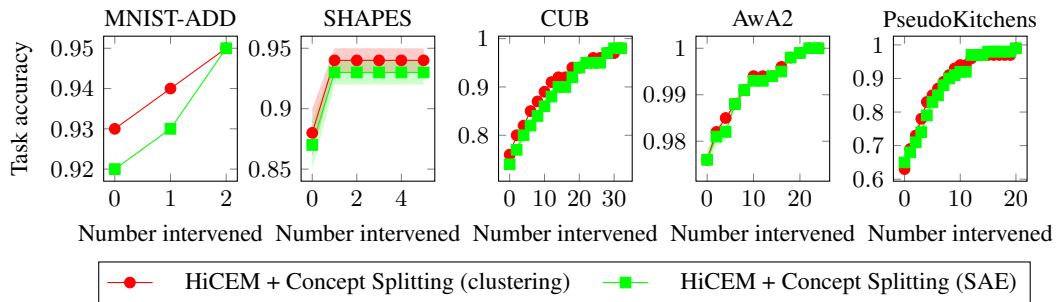 MNIST-ADD SHAPES CUB AwA2 PseudoKitchens
Task accuracy
0.95 0.94 0.93 0.92
0 1 2
Number intervened
0.95 0.9 0.85
0 2 4
Number intervened
1 0.9 0.8
0 10 20 30
Number intervened
1 0.99 0.98
0 10 20
Number intervened
1 0.9 0.8 0.7 0.6
0 10 20
Number intervened
HiCEM + Concept Splitting (clustering) HiCEM + Concept Splitting (SAE)